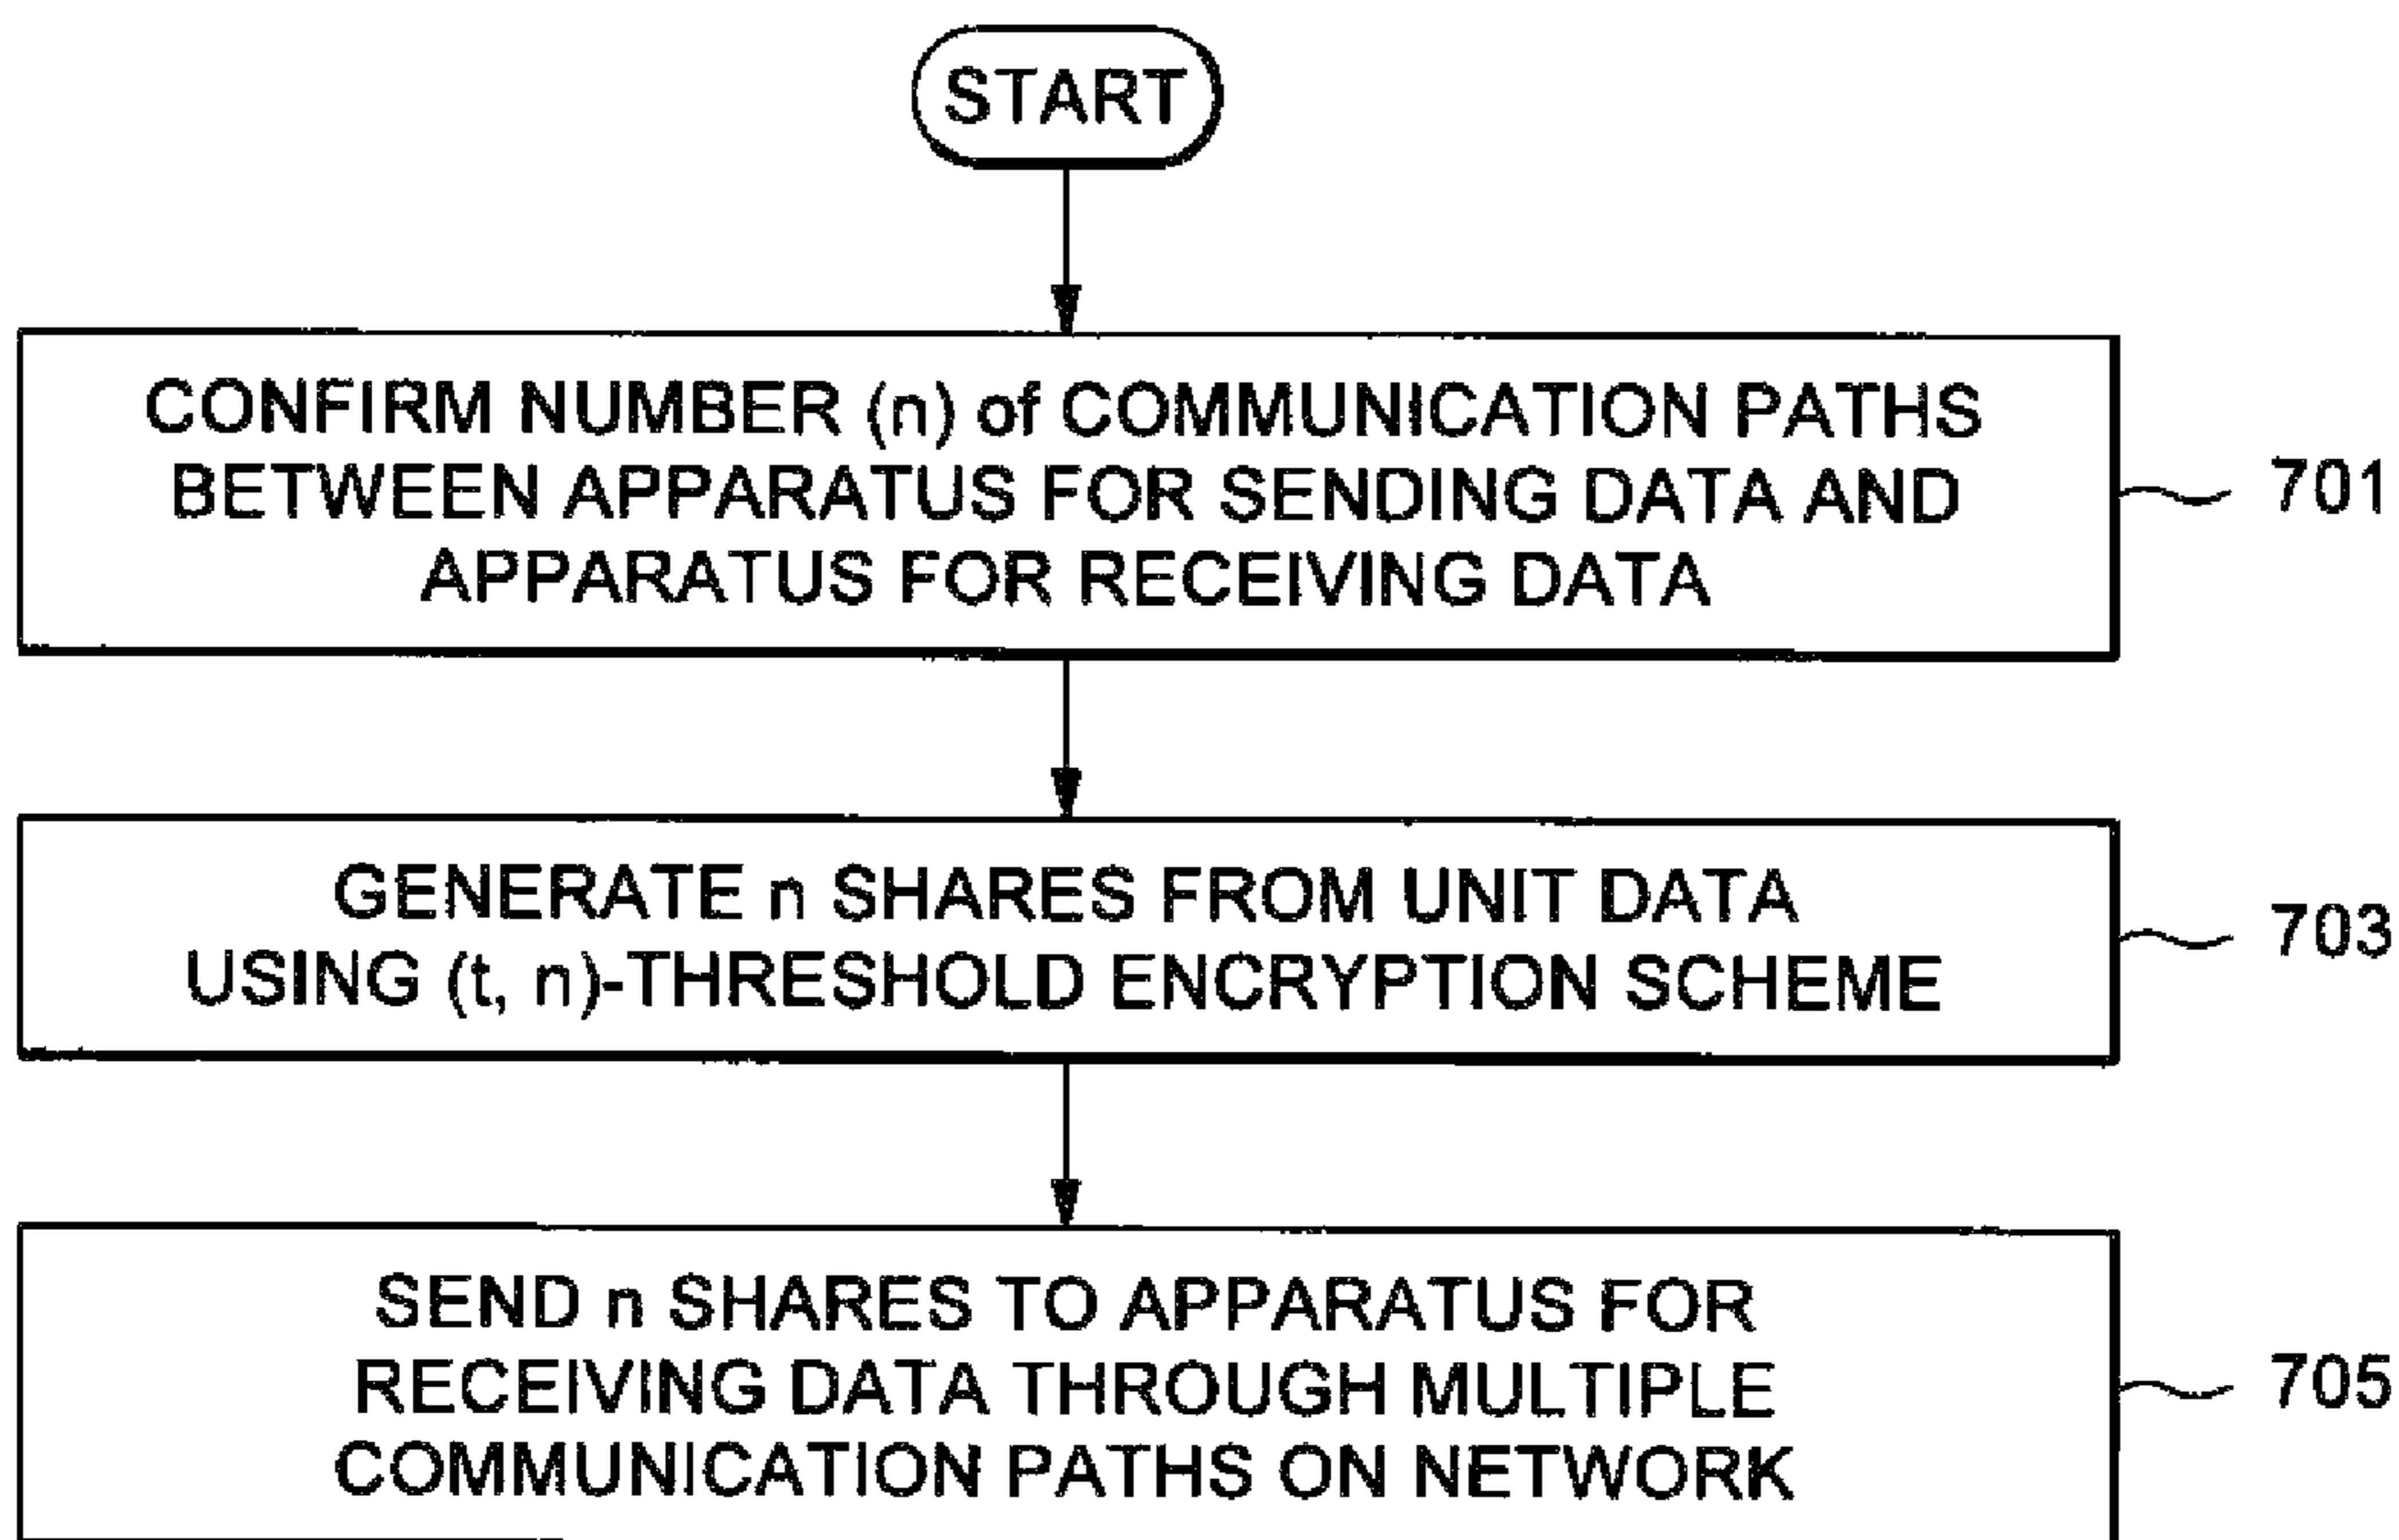 START
CONFIRM NUMBER (n) of COMMUNICATION PATHS
BETWEEN APPARATUS FOR SENDING DATA AND
APPARATUS FOR RECEIVING DATA
701
GENERATE n SHARES FROM UNIT DATA
USING (t, n)-THRESHOLD ENCRYPTION SCHEME
703
SEND n SHARES TO APPARATUS FOR
RECEIVING DATA THROUGH MULTIPLE
COMMUNICATION PATHS ON NETWORK
705